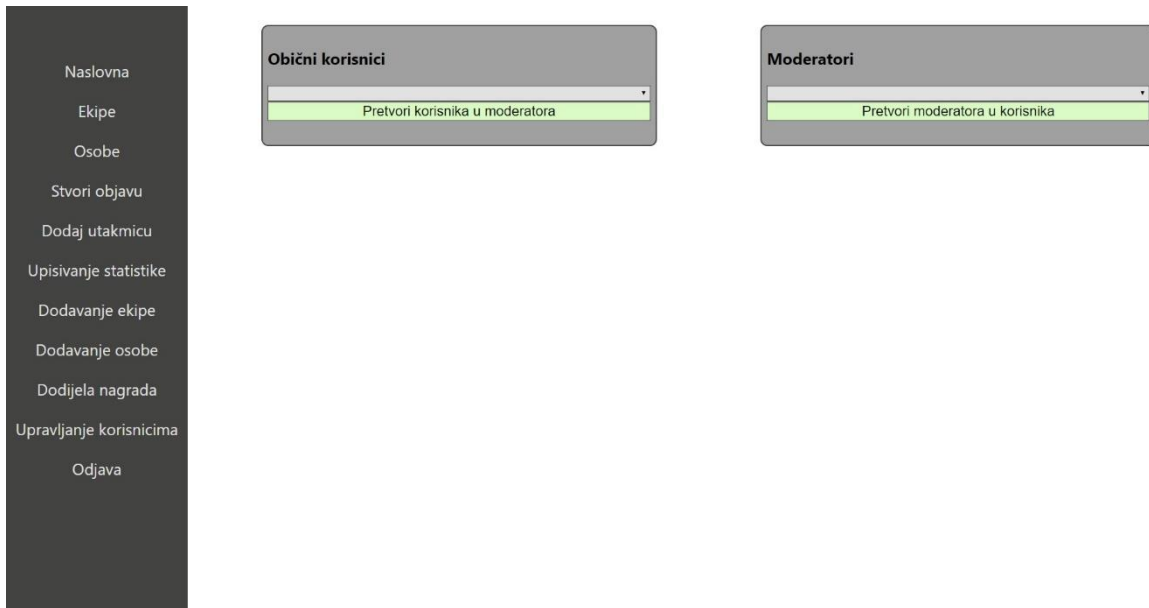 Naslovna
Ekipe
Osobe
Stvori objavu
Dodaj utakmicu
Upisivanje statistike
Dodavanje ekipe
Dodavanje osobe
Dodijela nagrada
Upravljanje korisnicima
Odjava
Obični korisnici
Pretvori korisnika u moderatora
Moderatori
Pretvori moderatora u korisnika